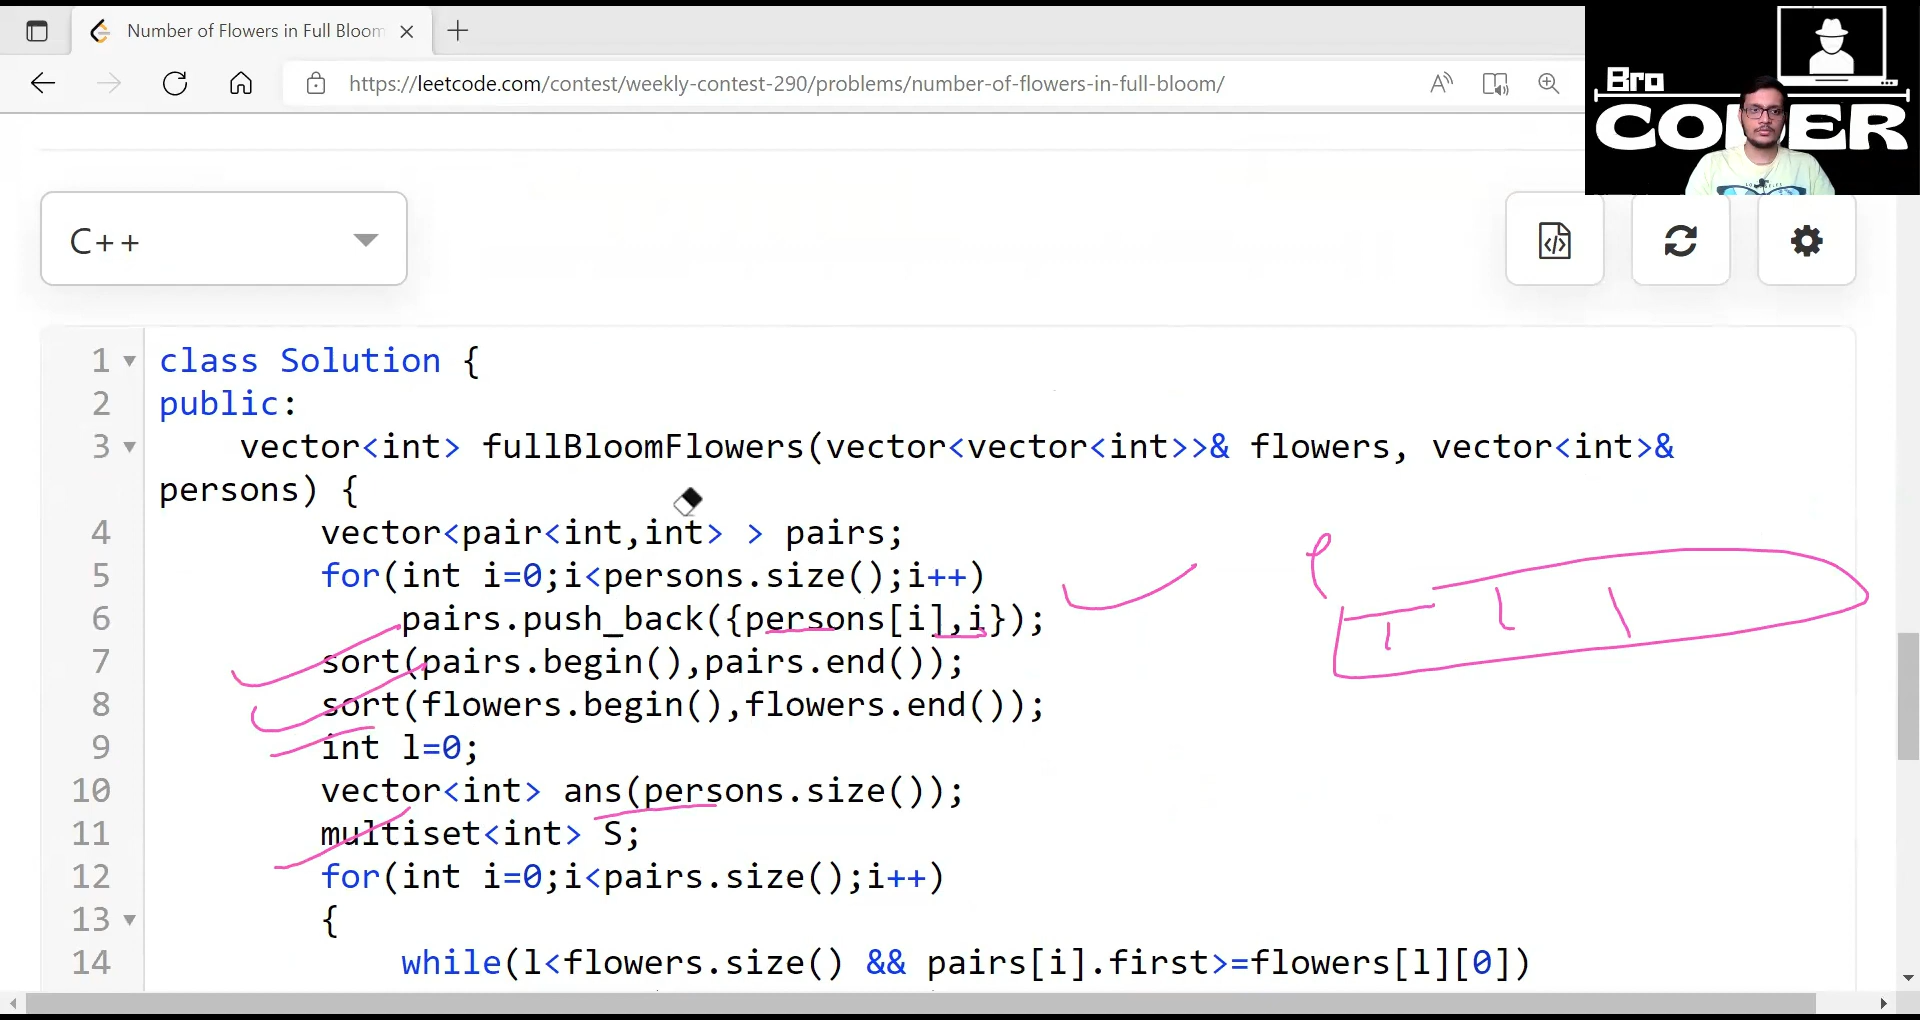 Number of Flowers in Full Bloom
https://leetcode.com/contest/weekly-contest-290/problems/number-of-flowers-in-full-bloom/
Bro
CODER
C++
1 class Solution {
2 public:
3 vector<int> fullBloomFlowers(vector<vector<int>>& flowers, vector<int>&
persons) {
4 vector<pair<int,int> > pairs;
5 for(int i=0;i<persons.size();i++)
6 pairs.push_back({persons[i],i});
7 sort(pairs.begin(),pairs.end());
8 sort(flowers.begin(),flowers.end());
9 int l=0;
10 vector<int> ans(persons.size());
11 multiset<int> S;
12 for(int i=0;i<pairs.size();i++)
13 {
14 while(l<flowers.size() && pairs[i].first>=flowers[l][0])